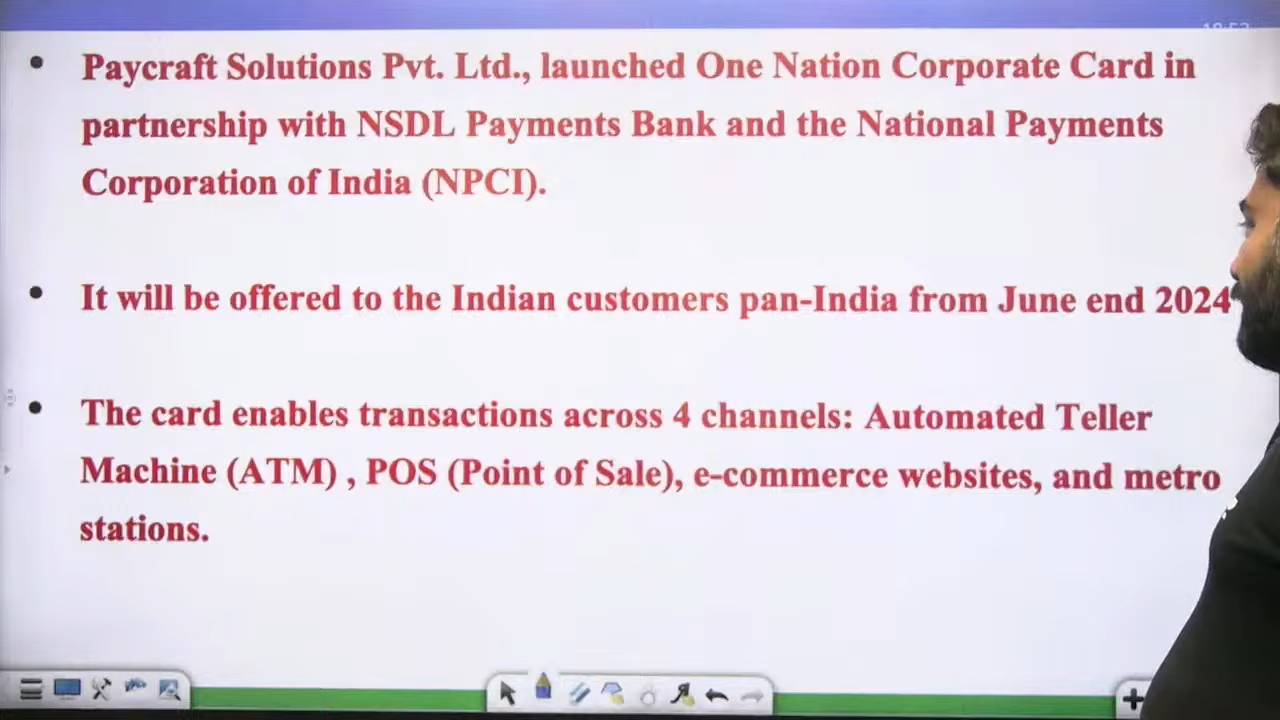 • Paycraft Solutions Pvt. Ltd., launched One Nation Corporate Card in
partnership with NSDL Payments Bank and the National Payments
Corporation of India (NPCI).
• It will be offered to the Indian customers pan-India from June end 2024
• The card enables transactions across 4 channels: Automated Teller
Machine (ATM) , POS (Point of Sale), e-commerce websites, and metro
stations.